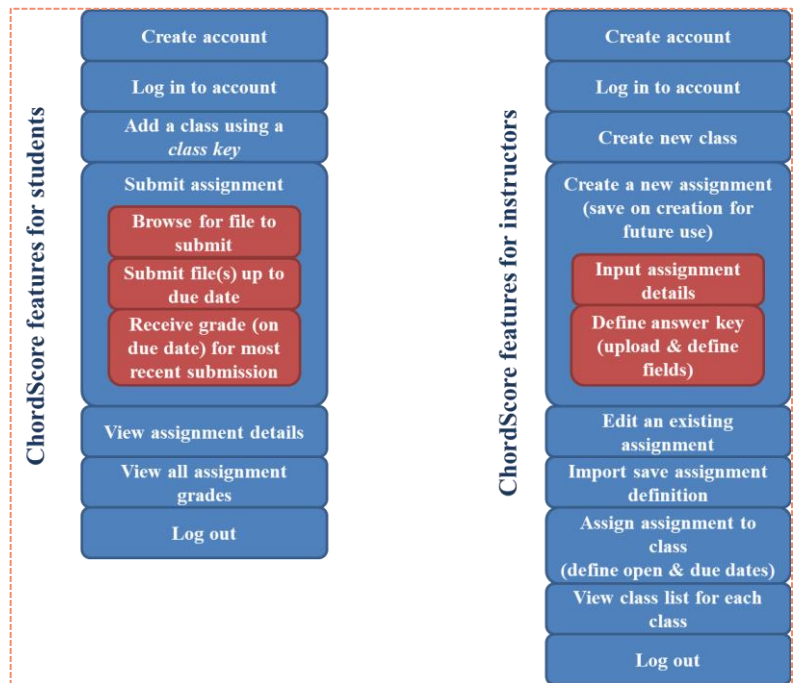 ChordScore features for students
Create account
Log in to account
Add a class using a
class key
Submit assignment
Browse for file to
submit
Submit file(s) up to
due date
Receive grade (on
due date) for most
recent submission
View assignment details
View all assignment
grades
Log out
ChordScore features for instructors
Create account
Log in to account
Create new class
Create a new assignment
(save on creation for
future use)
Input assignment
details
Define answer key
(upload & define
fields)
Edit an existing
assignment
Import save assignment
definition
Assign assignment to
class
(define open & due dates)
View class list for each
class
Log out